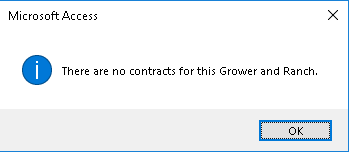 Microsoft Access
There are no contracts for this Grower and Ranch.
OK